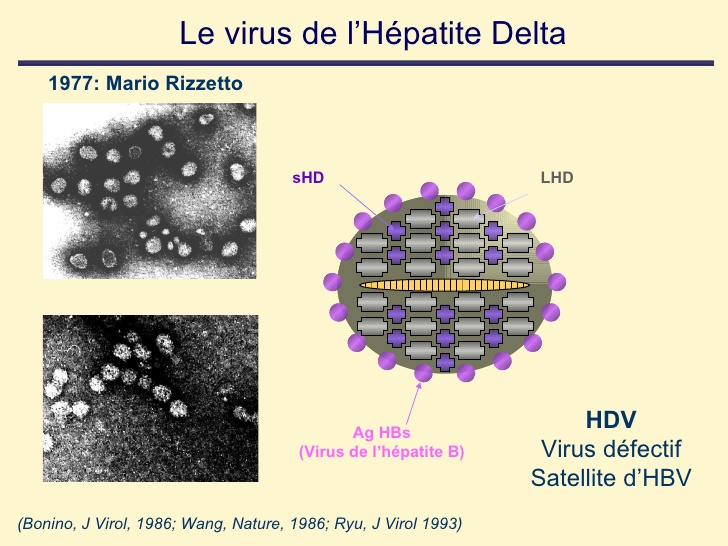 Le virus de l’Hépatite Delta
1977: Mario Rizzetto
sHD
LHD
Ag HBs
(Virus de l’hépatite B)
HDV
Virus défectif
Satellite d’HBV
(Bonino, J Virol, 1986; Wang, Nature, 1986; Ryu, J Virol 1993)